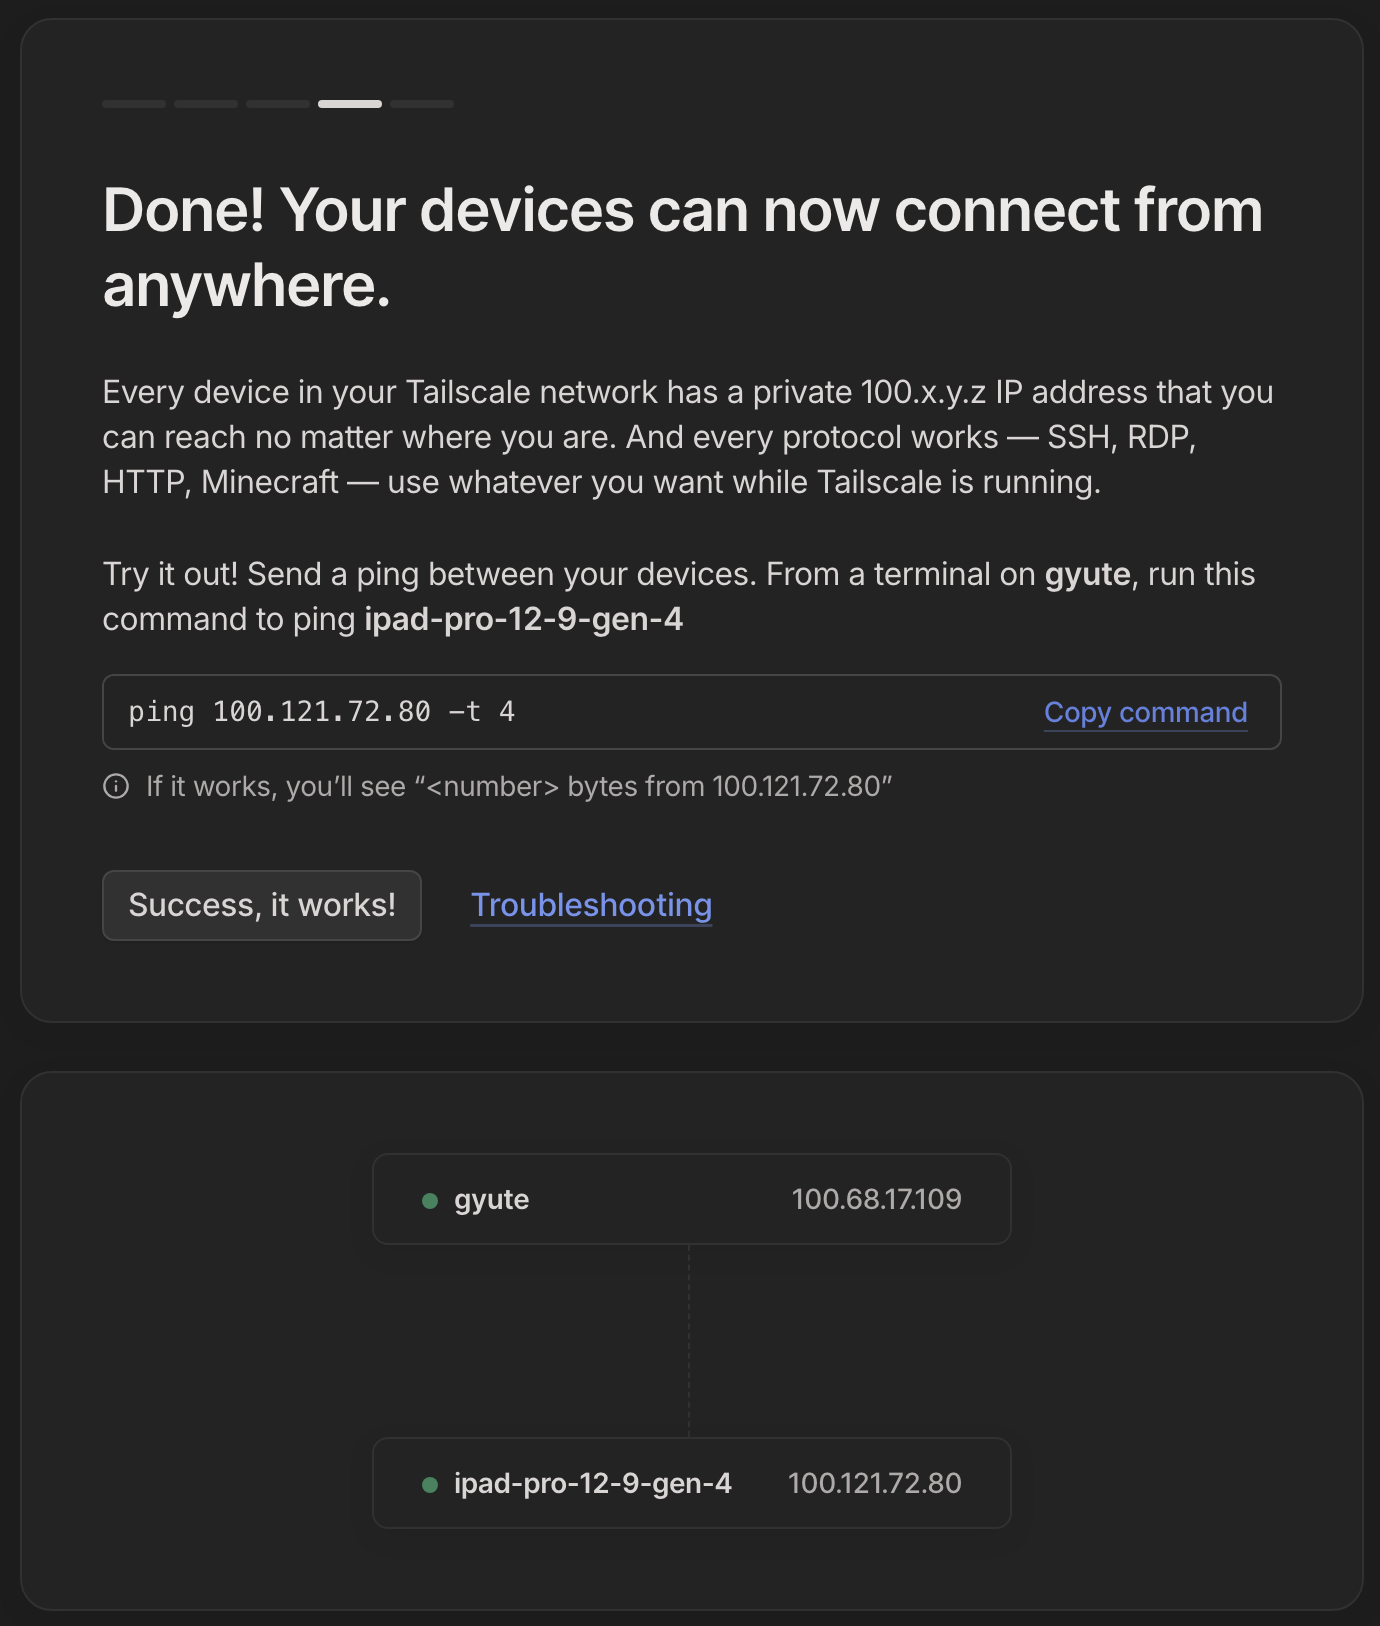 Done! Your devices can now connect from
anywhere.
Every device in your Tailscale network has a private 100.x.y.z IP address that you
can reach no matter where you are. And every protocol works — SSH, RDP,
HTTP, Minecraft — use whatever you want while Tailscale is running.
Try it out! Send a ping between your devices. From a terminal on gyute, run this
command to ping ipad-pro-12-9-gen-4
ping 100.121.72.80 -t 4 Copy command
If it works, you’ll see “<number> bytes from 100.121.72.80”
Success, it works! Troubleshooting
gyute 100.68.17.109
ipad-pro-12-9-gen-4 100.121.72.80